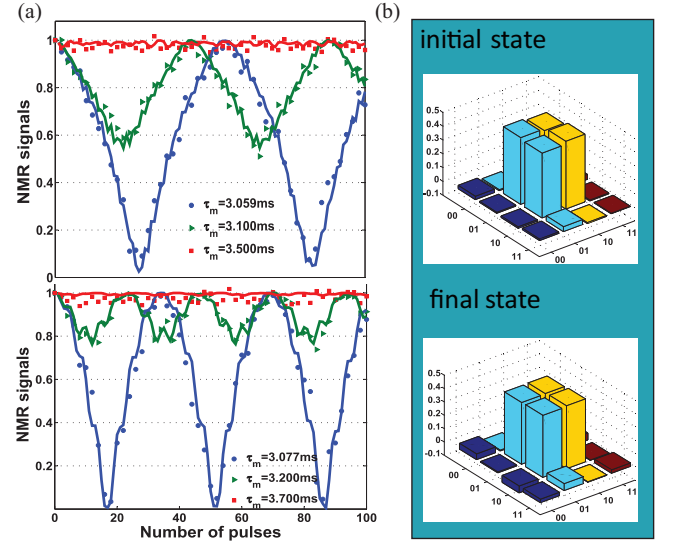 (a)
(b)
NMR signals
1
0.8
0.6
0.4
0.2
0
τm=3.059ms
τm=3.100ms
τm=3.500ms
NMR signals
1
0.8
0.6
0.4
0.2
τm=3.077ms
τm=3.200ms
τm=3.700ms
0 20 40 60 80 100
Number of pulses
initial state
0.5
0.4
0.3
0.2
0.1
0
-0.1
00
01
10
11
00
01
10
11
final state
0.5
0.4
0.3
0.2
0.1
0
-0.1
00
01
10
11
00
01
10
11